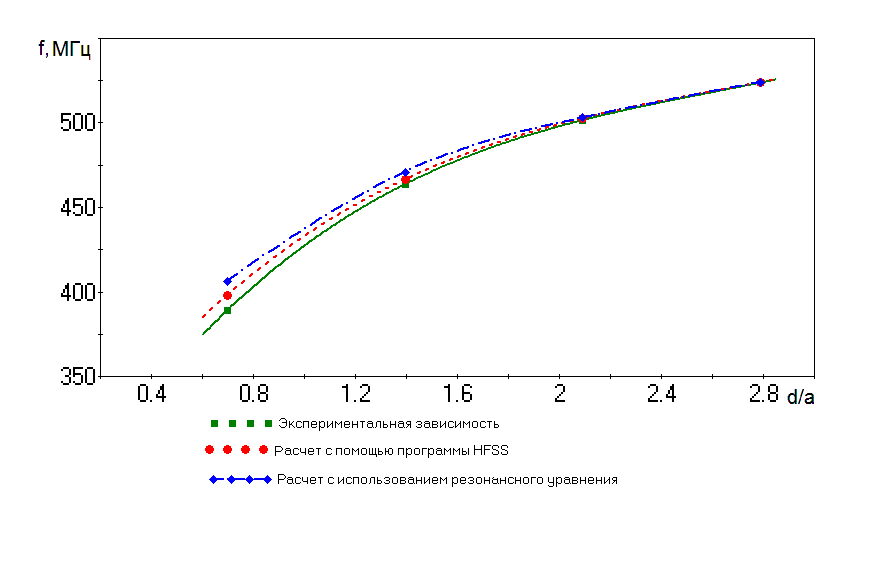 f, МГц
500
450
400
350
0.4 0.8 1.2 1.6 2 2.4 2.8 d/a
Экспериментальная зависимость
Расчет с помощью программы HFSS
Расчет с использованием резонансного уравнения